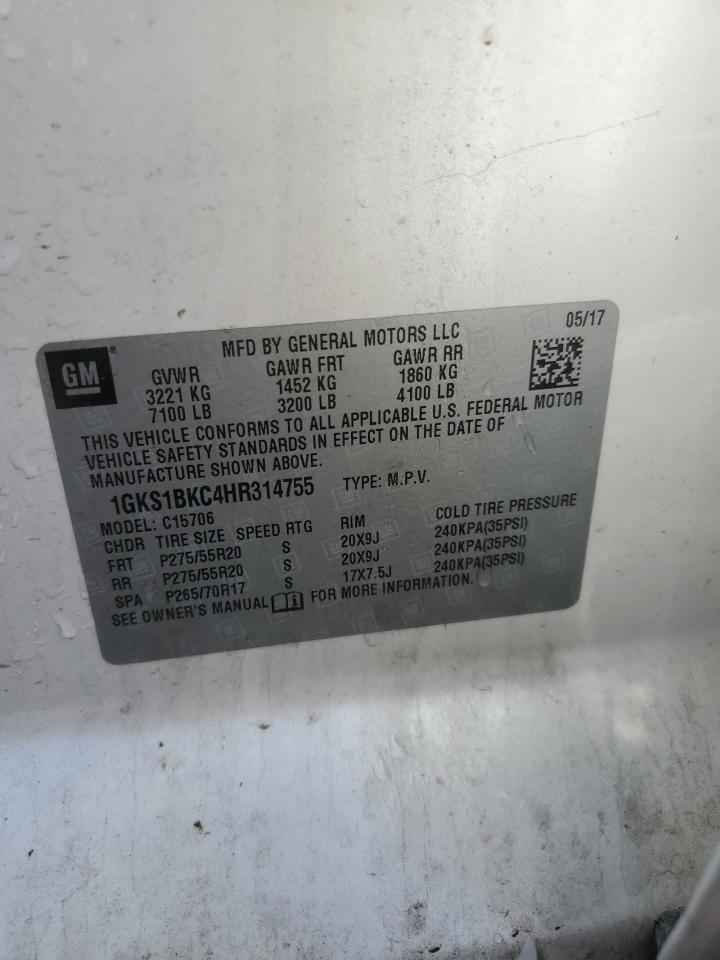 GM®
MFD BY GENERAL MOTORS LLC 05/17
GVWR GAWR FRT GAWR RR
3221 KG 1452 KG 1860 KG
7100 LB 3200 LB 4100 LB
THIS VEHICLE CONFORMS TO ALL APPLICABLE U.S. FEDERAL MOTOR
VEHICLE SAFETY STANDARDS IN EFFECT ON THE DATE OF
MANUFACTURE SHOWN ABOVE.
1GKS1BKC4HR314755 TYPE: M.P.V.
MODEL: C15706
CHDR TIRE SIZE SPEED RTG RIM COLD TIRE PRESSURE
FRT P275/55R20 S 20X9J 240KPA(35PSI)
RR P275/55R20 S 20X9J 240KPA(35PSI)
SPA P265/70R17 S 17X7.5J 240KPA(35PSI)
SEE OWNER'S MANUAL FOR MORE INFORMATION.